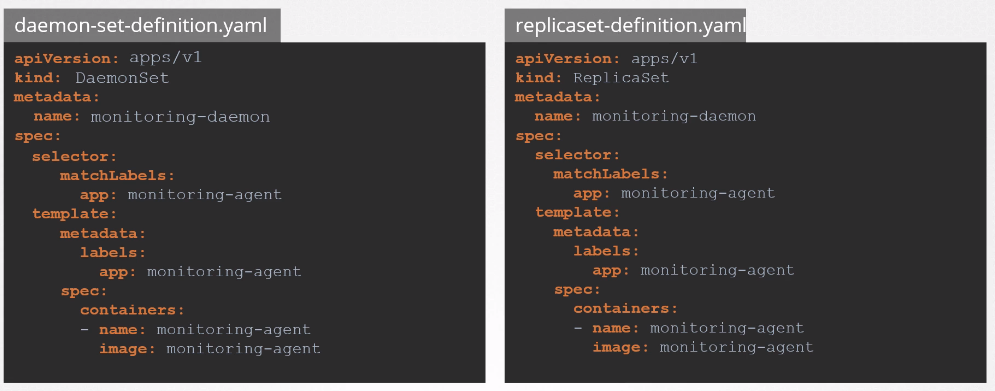 daemon-set-definition.yaml
apiVersion: apps/v1
kind: DaemonSet
metadata:
  name: monitoring-daemon
spec:
  selector:
    matchLabels:
      app: monitoring-agent
  template:
    metadata:
      labels:
        app: monitoring-agent
    spec:
      containers:
      - name: monitoring-agent
        image: monitoring-agent
replicaset-definition.yaml
apiVersion: apps/v1
kind: ReplicaSet
metadata:
  name: monitoring-daemon
spec:
  selector:
    matchLabels:
      app: monitoring-agent
  template:
    metadata:
      labels:
        app: monitoring-agent
    spec:
      containers:
      - name: monitoring-agent
        image: monitoring-agent